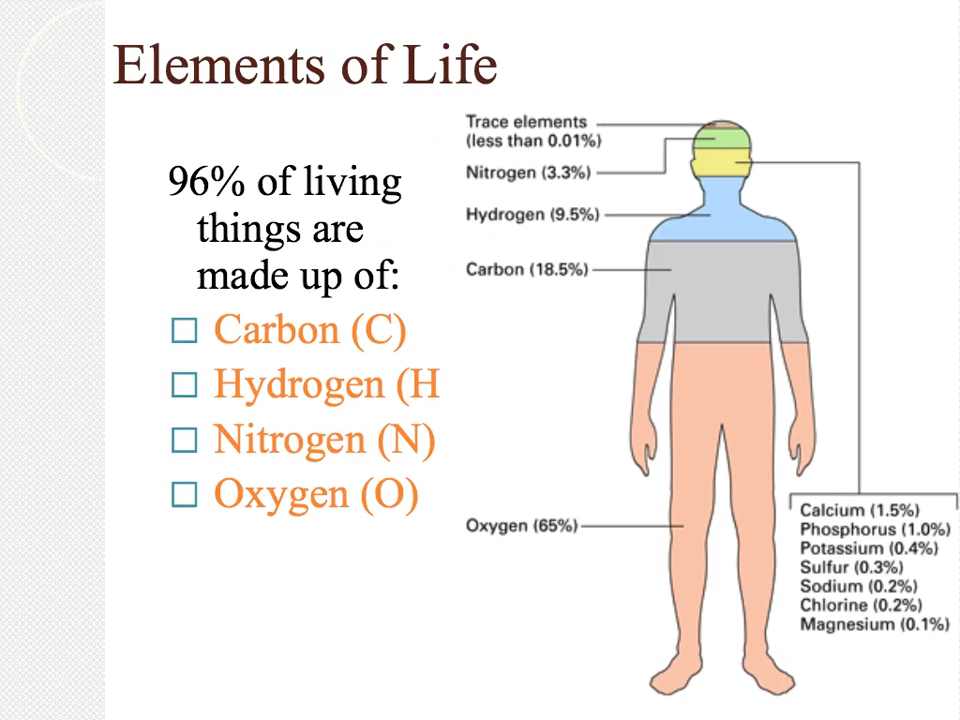 Elements of Life
96% of living
things are
made up of:
Carbon (C)
Hydrogen (H
Nitrogen (N)
Oxygen (O)
Trace elements
(less than 0.01%)
Nitrogen (3.3%)
Hydrogen (9.5%)
Carbon (18.5%)
Oxygen (65%)
Calcium (1.5%)
Phosphorus (1.0%)
Potassium (0.4%)
Sulfur (0.3%)
Sodium (0.2%)
Chlorine (0.2%)
Magnesium (0.1%)